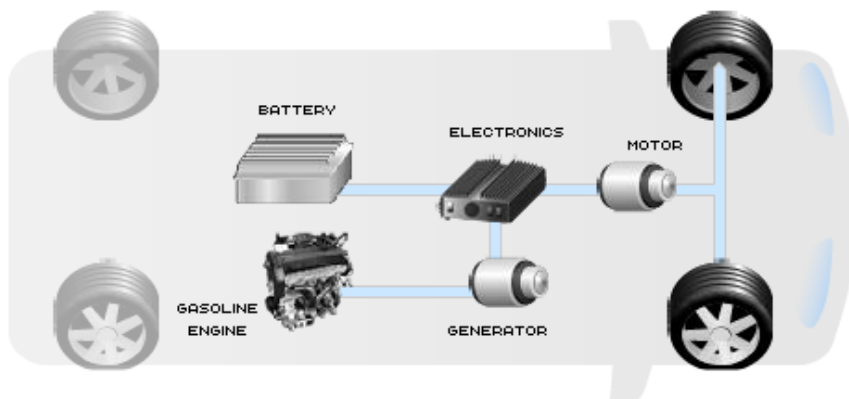 BATTERY
ELECTRONICS
MOTOR
GASOLINE
ENGINE
GENERATOR